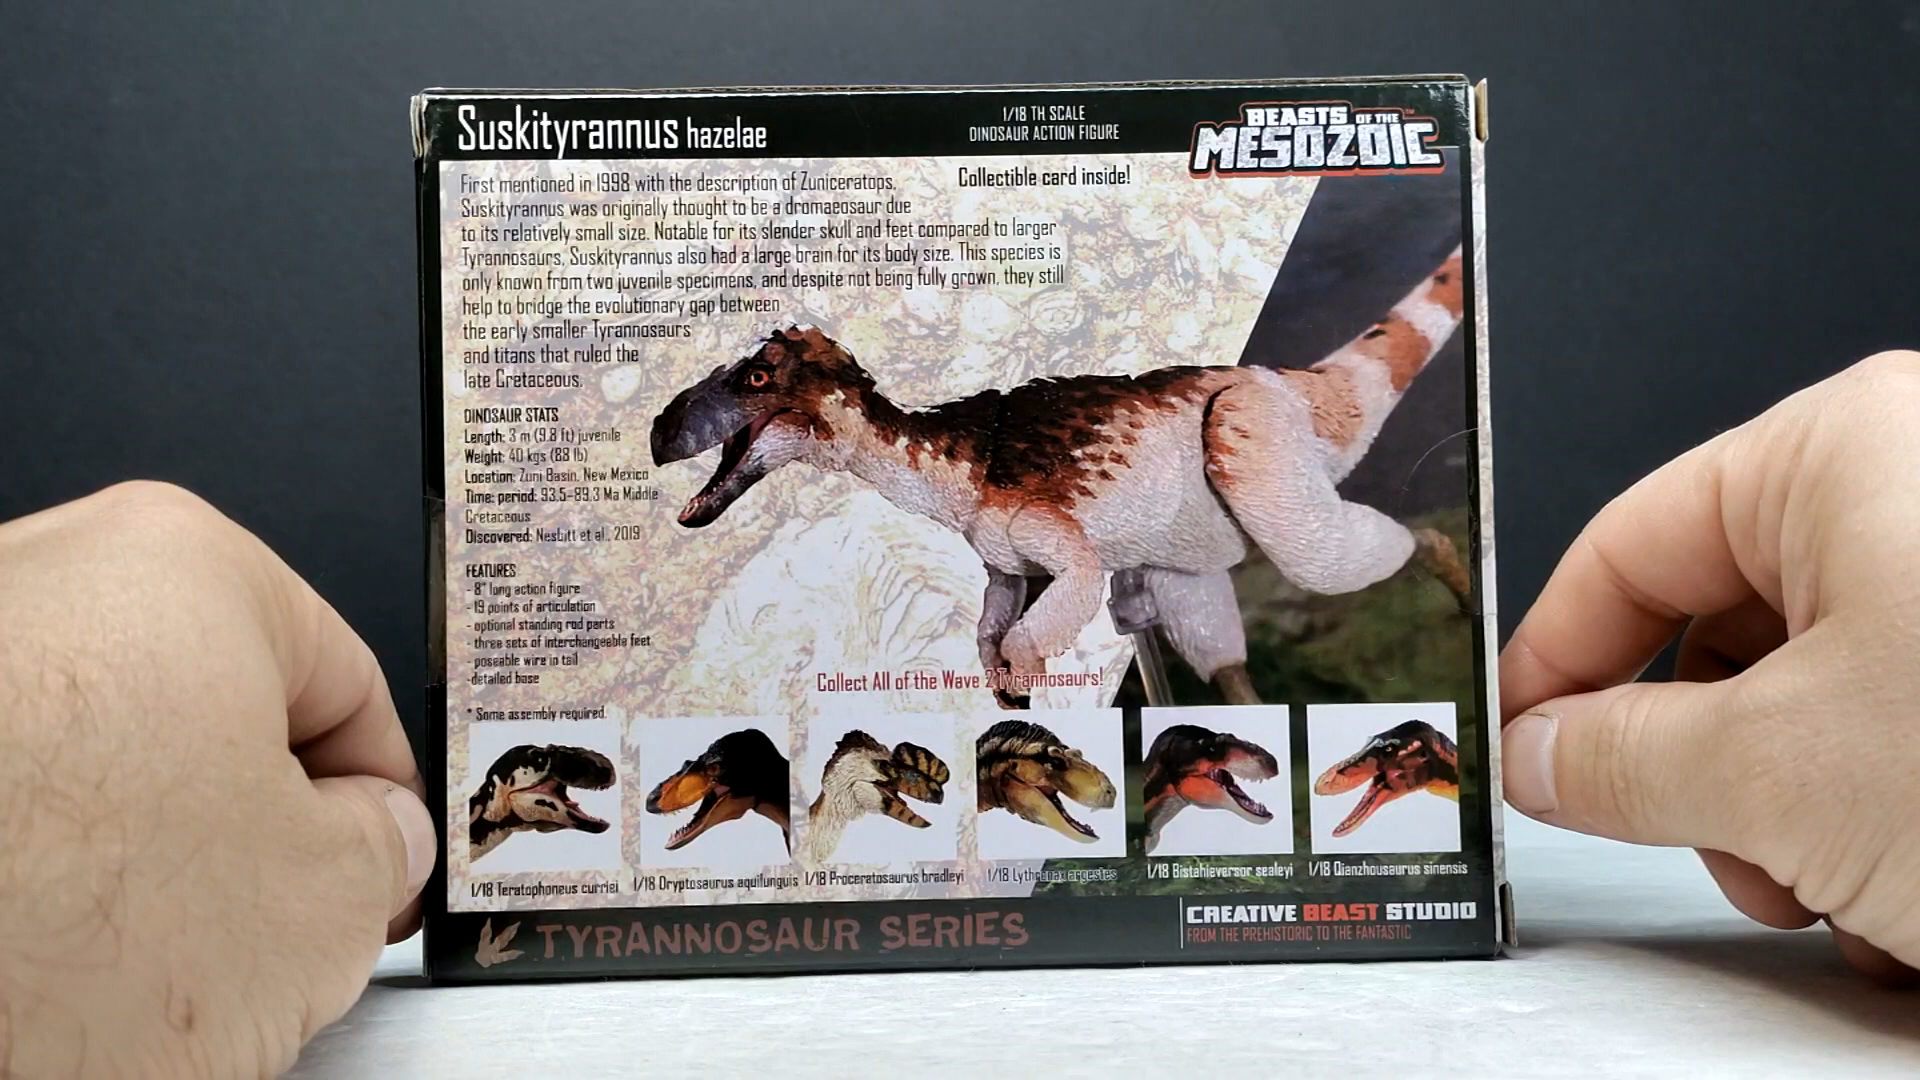 Suskityrannus hazelae
1/18 TH SCALE
DINOSAUR ACTION FIGURE
BEASTS OF THE
MESOZOIC™
First mentioned in 1998 with the description of Zuniceratops,
Suskityrannus was originally thought to be a dromaeosaur due
to its relatively small size. Notable for its slender skull and feet compared to larger
Tyrannosaurs, Suskityrannus also had a large brain for its body size. This species is
only known from two juvenile specimens, and despite not being fully grown, they still
help to bridge the evolutionary gap between
the early smaller Tyrannosaurs
and titans that ruled the
late Cretaceous.
Collectible card inside!
DINOSAUR STATS
Length: 3 m (9.8 ft) juvenile
Weight: 40 kgs (88 lb)
Location: Zuni Basin, New Mexico
Time: period: 93.5-89.3 Ma Middle
Cretaceous
Discovered: Nesbitt et al., 2019
FEATURES
- 8" long action figure
- 19 points of articulation
- optional standing rod parts
- three sets of interchangeable feet
- poseable wire in tail
-detailed base
* Some assembly required.
Collect All of the Wave 2 Tyrannosaurs!
1/18 Teratophoneus curriei
1/18 Dryptosaurus aquilunguis
1/18 Proceratosaurus bradleyi
1/18 Lythronax argestes
1/18 Bistahieversor sealeyi
1/18 Qianzhousaurus sinensis
TYRANNOSAUR SERIES
CREATIVE BEAST STUDIO
FROM THE PREHISTORIC TO THE FANTASTIC